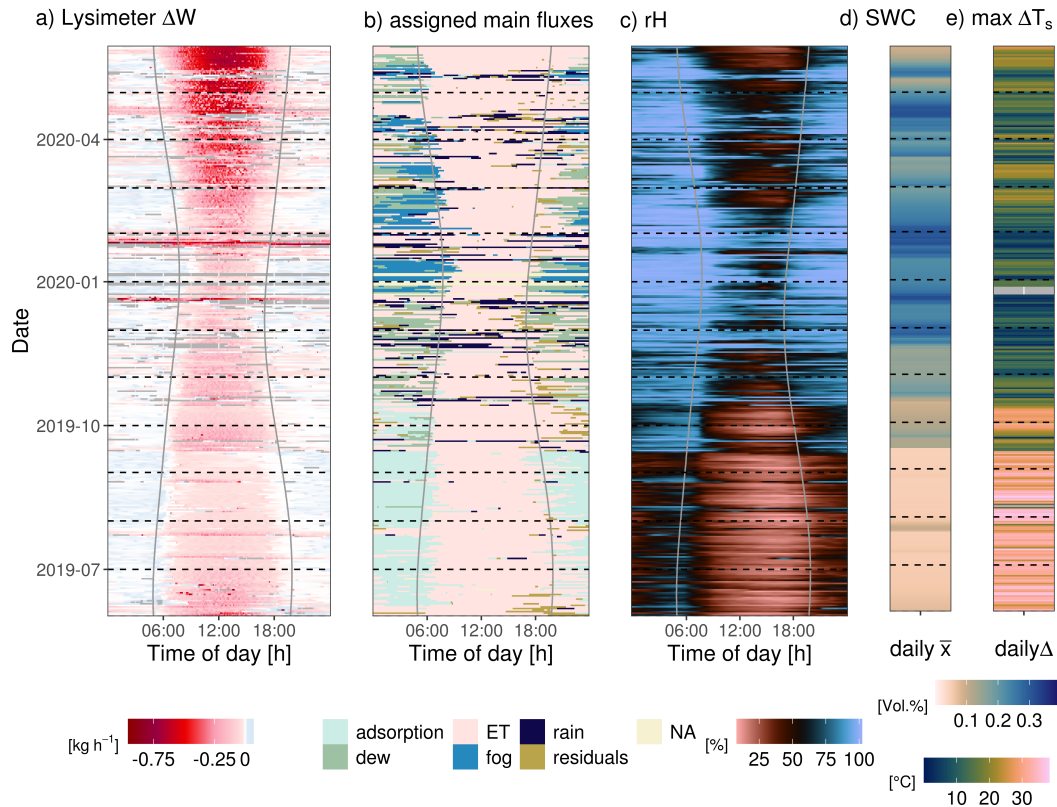 a) Lysimeter ΔW
b) assigned main fluxes
c) rH
d) SWC
e) max ΔTs
Date
2020-04
2020-01
2019-10
2019-07
06:00 12:00 18:00
06:00 12:00 18:00
06:00 12:00 18:00
Time of day [h]
Time of day [h]
Time of day [h]
daily x̅
dailyΔ
[kg h⁻¹]
-0.75 -0.25 0
adsorption
dew
ET
fog
rain
residuals
NA
[%]
25 50 75 100
[Vol.%]
0.1 0.2 0.3
[°C]
10 20 30